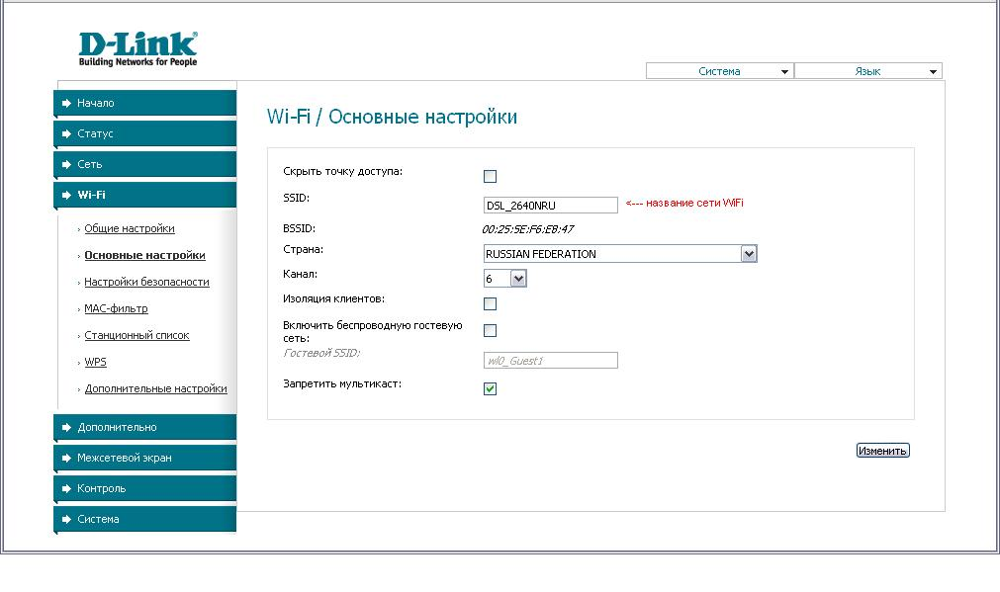 D-Link
Building Networks for People
Система
Язык
Начало
Статус
Сеть
Wi-Fi
Общие настройки
Основные настройки
Настройки безопасности
MAC-фильтр
Станционный список
WPS
Дополнительные настройки
Дополнительно
Межсетевой экран
Контроль
Система
Wi-Fi / Основные настройки
Скрыть точку доступа:
SSID: DSL_2640NRU <--- название сети WiFi
BSSID: 00:25:5E:F6:E8:47
Страна: RUSSIAN FEDERATION
Канал: 6
Изоляция клиентов:
Включить беспроводную гостевую
сеть:
Гостевой SSID: wl0_Guest1
Запретить мультикаст:
Изменить